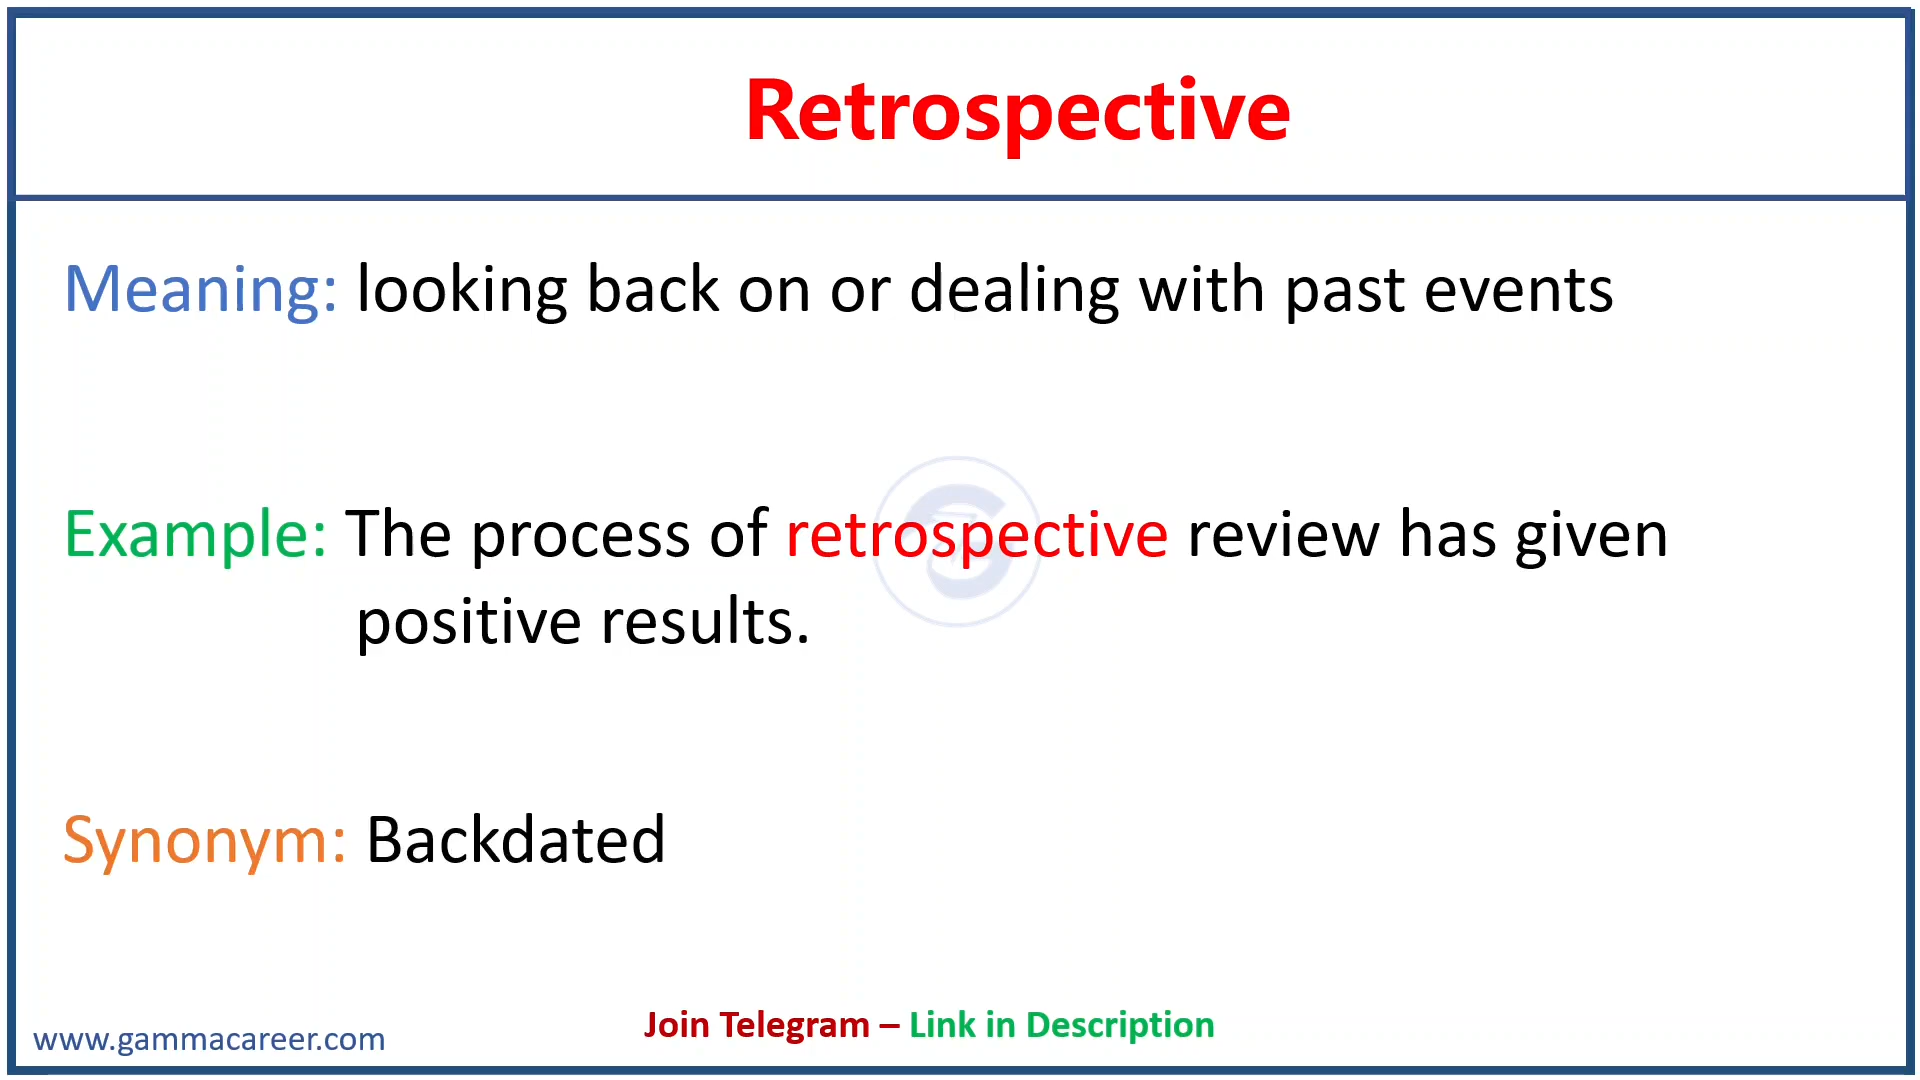 Retrospective
Meaning: looking back on or dealing with past events
Example: The process of retrospective review has given
positive results.
Synonym: Backdated
Join Telegram – Link in Description
www.gammacareer.com